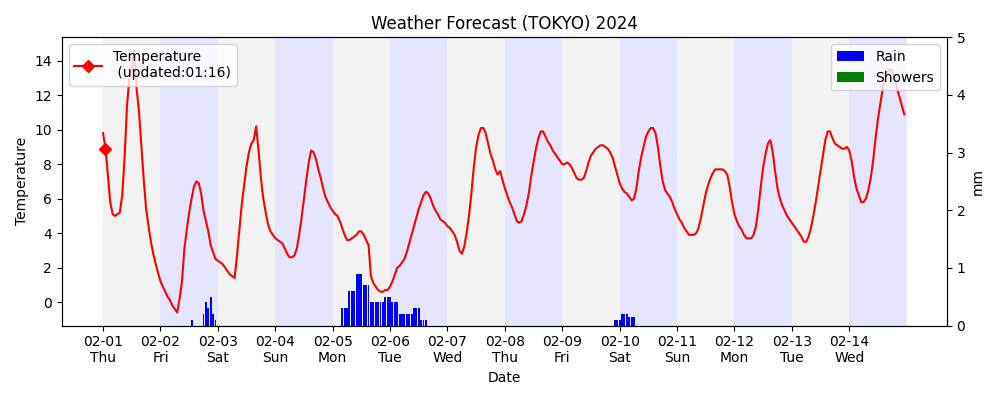 Weather Forecast (TOKYO) 2024
Temperature
(updated:01:16)
Rain
Showers
Temperature
14
12
10
8
6
4
2
0
5
4
3
2
1
0
mm
02-01 02-02 02-03 02-04 02-05 02-06 02-07 02-08 02-09 02-10 02-11 02-12 02-13 02-14
Thu Fri Sat Sun Mon Tue Wed Thu Fri Sat Sun Mon Tue Wed
Date